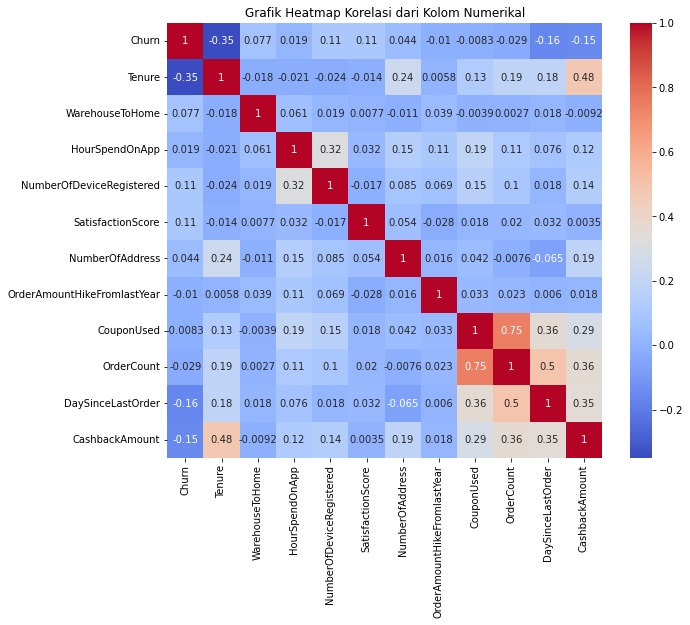 Grafik Heatmap Korelasi dari Kolom Numerikal
Churn 1 -0.35 0.077 0.019 0.11 0.11 0.044 -0.01 -0.0083 -0.029 -0.16 -0.15
Tenure -0.35 1 -0.018 -0.021 -0.024 -0.014 0.24 0.0058 0.13 0.19 0.18 0.48
WarehouseToHome 0.077 -0.018 1 0.061 0.019 0.0077 -0.011 0.039 -0.0039 0.0027 0.018 -0.0092
HourSpendOnApp 0.019 -0.021 0.061 1 0.32 0.032 0.15 0.11 0.19 0.11 0.076 0.12
NumberOfDeviceRegistered 0.11 -0.024 0.019 0.32 1 -0.017 0.085 0.069 0.15 0.1 0.018 0.14
SatisfactionScore 0.11 -0.014 0.0077 0.032 -0.017 1 0.054 -0.028 0.018 0.02 0.032 0.0035
NumberOfAddress 0.044 0.24 -0.011 0.15 0.085 0.054 1 0.016 0.042 -0.0076 -0.065 0.19
OrderAmountHikeFromlastYear -0.01 0.0058 0.039 0.11 0.069 -0.028 0.016 1 0.033 0.023 0.006 0.018
CouponUsed -0.0083 0.13 -0.0039 0.19 0.15 0.018 0.042 0.033 1 0.75 0.36 0.29
OrderCount -0.029 0.19 0.0027 0.11 0.1 0.02 -0.0076 0.023 0.75 1 0.5 0.36
DaySinceLastOrder -0.16 0.18 0.018 0.076 0.018 0.032 -0.065 0.006 0.36 0.5 1 0.35
CashbackAmount -0.15 0.48 -0.0092 0.12 0.14 0.0035 0.19 0.018 0.29 0.36 0.35 1
Churn
Tenure
WarehouseToHome
HourSpendOnApp
NumberOfDeviceRegistered
SatisfactionScore
NumberOfAddress
OrderAmountHikeFromlastYear
CouponUsed
OrderCount
DaySinceLastOrder
CashbackAmount
1.0
0.8
0.6
0.4
0.2
0.0
−0.2